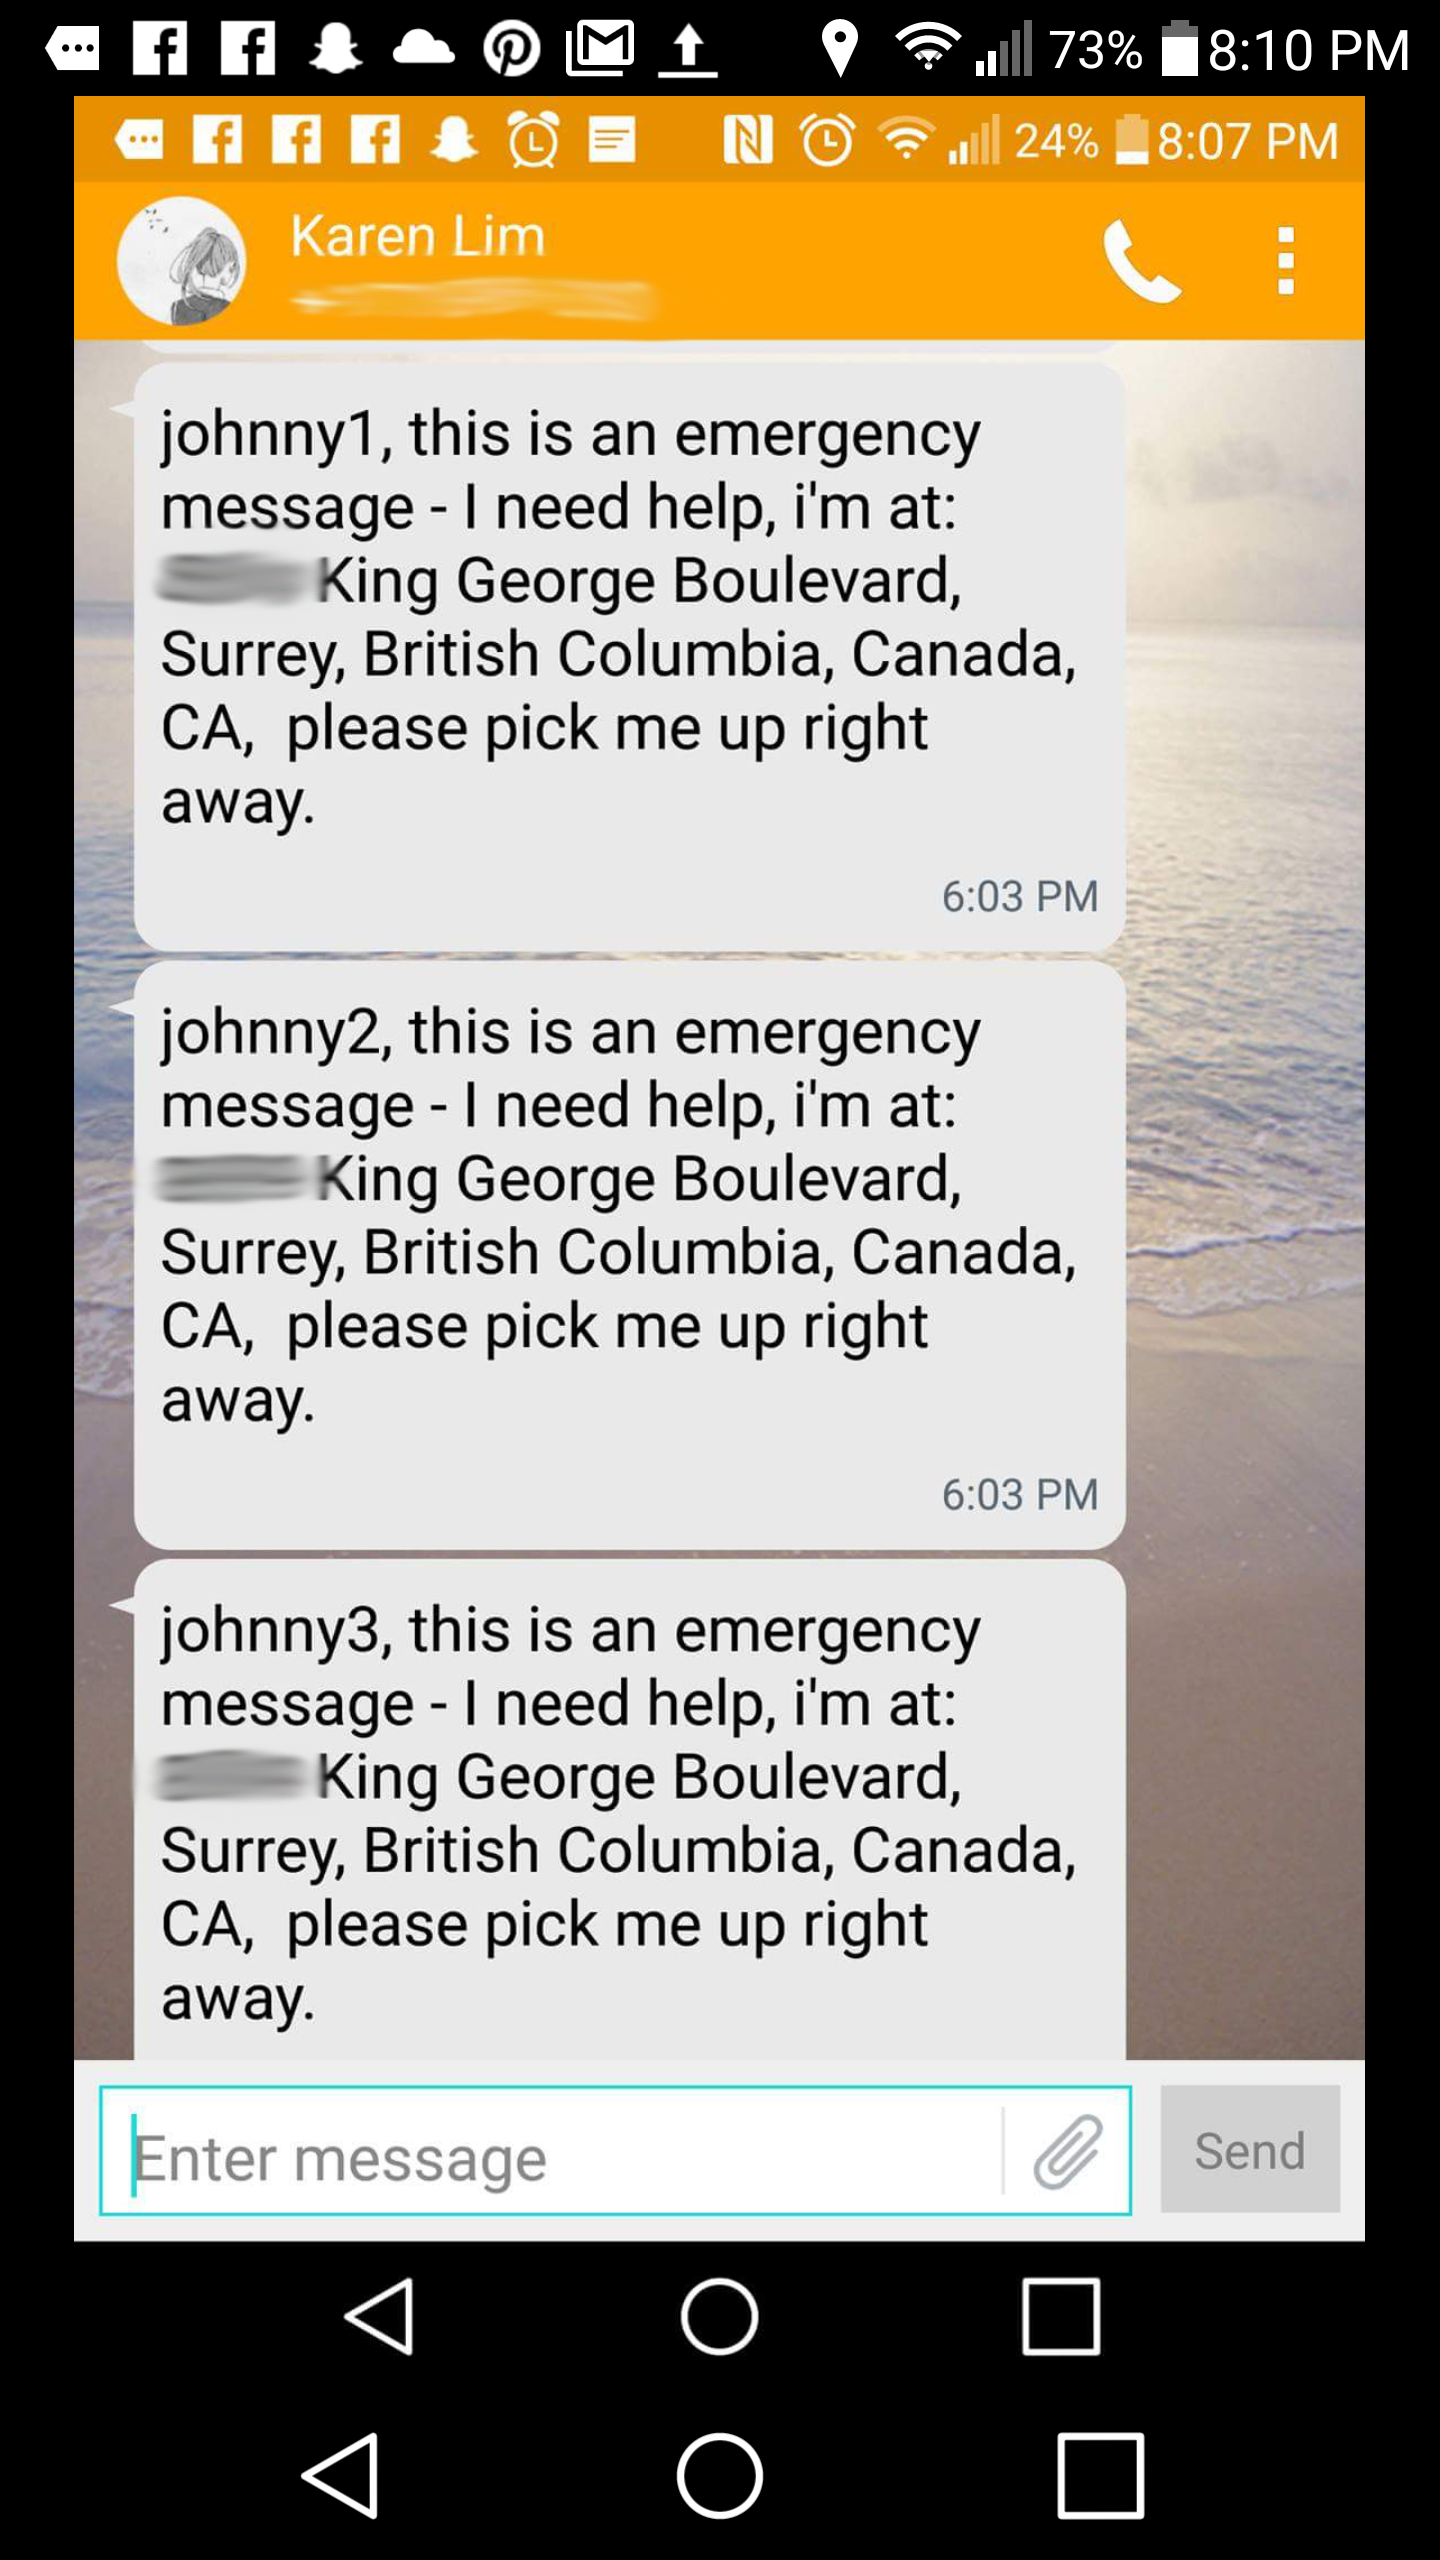 73% 8:10 PM
24% 8:07 PM
Karen Lim
johnny1, this is an emergency
message - I need help, i'm at:
King George Boulevard,
Surrey, British Columbia, Canada,
CA,  please pick me up right
away.
6:03 PM
johnny2, this is an emergency
message - I need help, i'm at:
King George Boulevard,
Surrey, British Columbia, Canada,
CA,  please pick me up right
away.
6:03 PM
johnny3, this is an emergency
message - I need help, i'm at:
King George Boulevard,
Surrey, British Columbia, Canada,
CA,  please pick me up right
away.
Enter message
Send